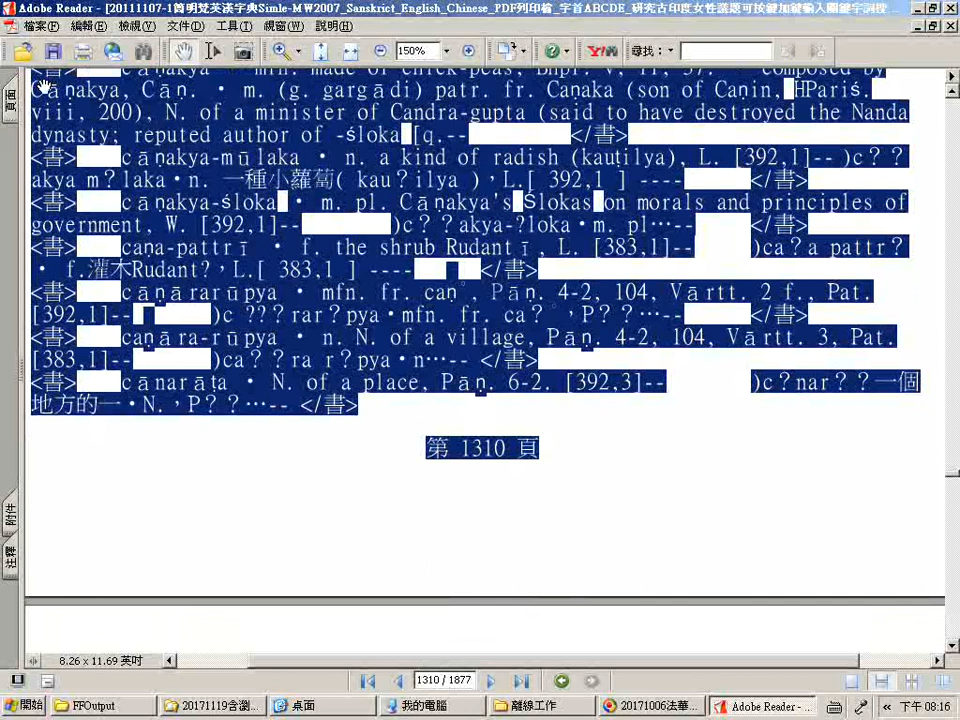 Adobe Reader - [20111107-1簡明梵英漢字典Simle-MW2007_Sanskrict_English_Chinese_PDF列印檔_字首ABCDE_研究古印度女性議題可按鍵加鍵輸入關鍵字詞搜
檔案(F) 編輯(E) 檢視(V) 文件(D) 工具(T) 視窗(W) 說明(H)
150% 尋找：
頁面
<書> cāṇakya · mfn. made of chick-peas, Bhpr. V, 11, 37. composed by
Cāṇakya, Cāṇ. · m. (g. gargādi) patr. fr. Caṇaka (son of Caṇin, HPariś.
viii, 200), N. of a minister of Candra-gupta (said to have destroyed the Nanda
dynasty; reputed author of -śloka [q.-- </書>
<書> cāṇakya-mūlaka · n. a kind of radish (kauṭilya), L. [392,1]-- )c??
akya m?laka·n. 一種小蘿蔔( kau?ilya )，L.[ 392,1 ] ---- </書>
<書> cāṇakya-śloka · m. pl. Cāṇakya's Ślokas on morals and principles of
government, W. [392,1]-- )c??akya-?loka·m. pl…-- </書>
<書> caṇa-pattrī · f. the shrub Rudantī, L. [383,1]-- )ca?a pattr?
· f.灌木Rudant?，L.[ 383,1 ] ---- </書>
<書> cāṇārarūpya · mfn. fr. caṇ°, Pāṇ. 4-2, 104, Vārtt. 2 f., Pat.
[392,1]-- )c ???rar?pya·mfn. fr. ca?°，P??…-- </書>
<書> caṇāra-rūpya · n. N. of a village, Pāṇ. 4-2, 104, Vārtt. 3, Pat.
[383,1]-- )ca??ra r?pya·n…-- </書>
<書> cānarāṭa · N. of a place, Pāṇ. 6-2. [392,3]-- )c?nar??一個
地方的一·N.，P??…-- </書>
第 1310 頁
附件
注釋
8.26 x 11.69 英吋
1310 / 1877
開始 FFOutput 20171119含瀏... 桌面 我的電腦 離線工作 20171006法華... Adobe Reader - ... 下午 08:16